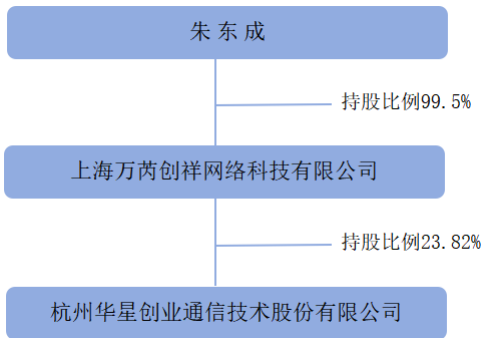 朱东成
持股比例99.5%
上海万芮创祥网络科技有限公司
持股比例23.82%
杭州华星创业通信技术股份有限公司